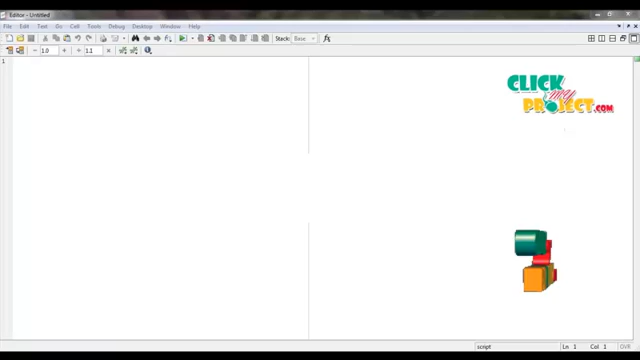 Editor - Untitled
File Edit Text Go Cell Tools Debug Desktop Window Help
Stack: Base fx
1.0 + ÷ 1.1 ×
1
CLICK
my
PROJECT.COM
script Ln 1 Col 1 OVR